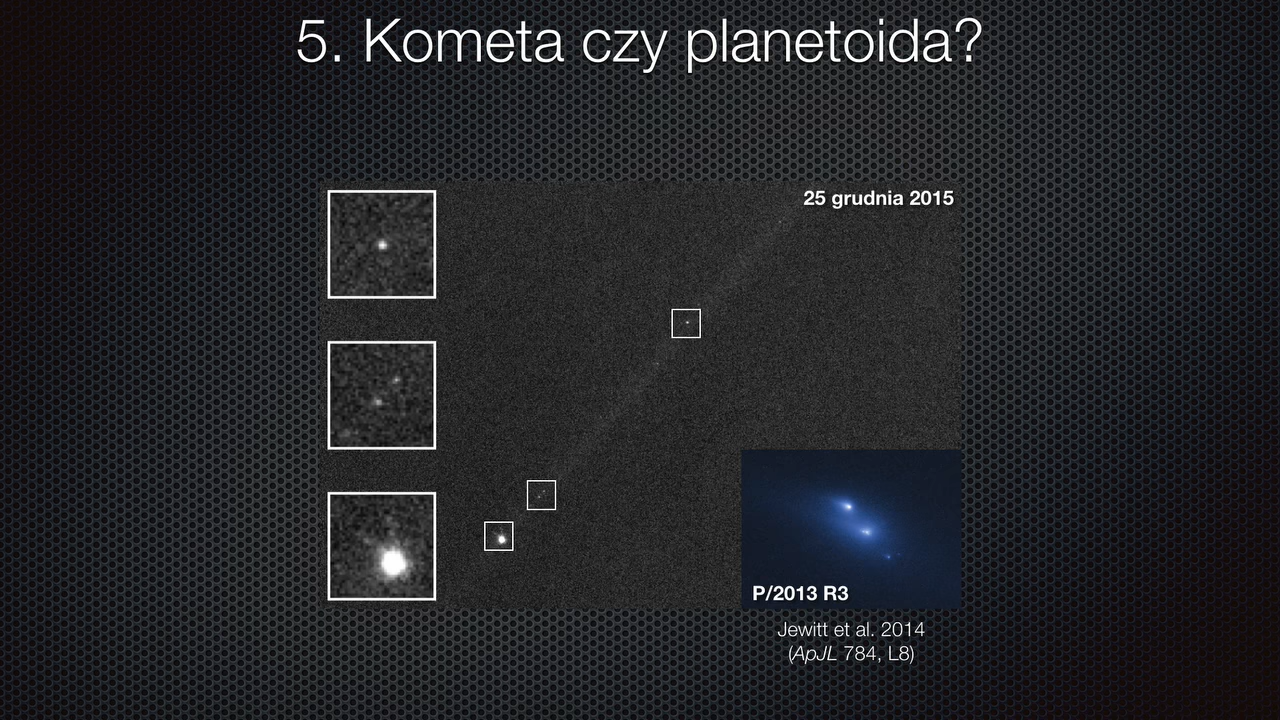 5. Kometa czy planetoida?
25 grudnia 2015
P/2013 R3
Jewitt et al. 2014
(ApJL 784, L8)